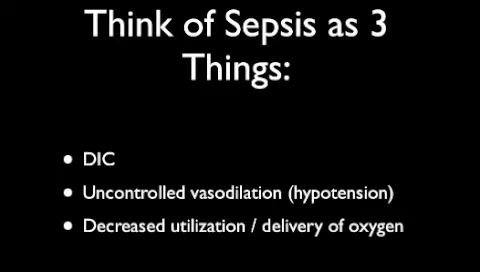 Think of Sepsis as 3
Things:
• DIC
• Uncontrolled vasodilation (hypotension)
• Decreased utilization / delivery of oxygen